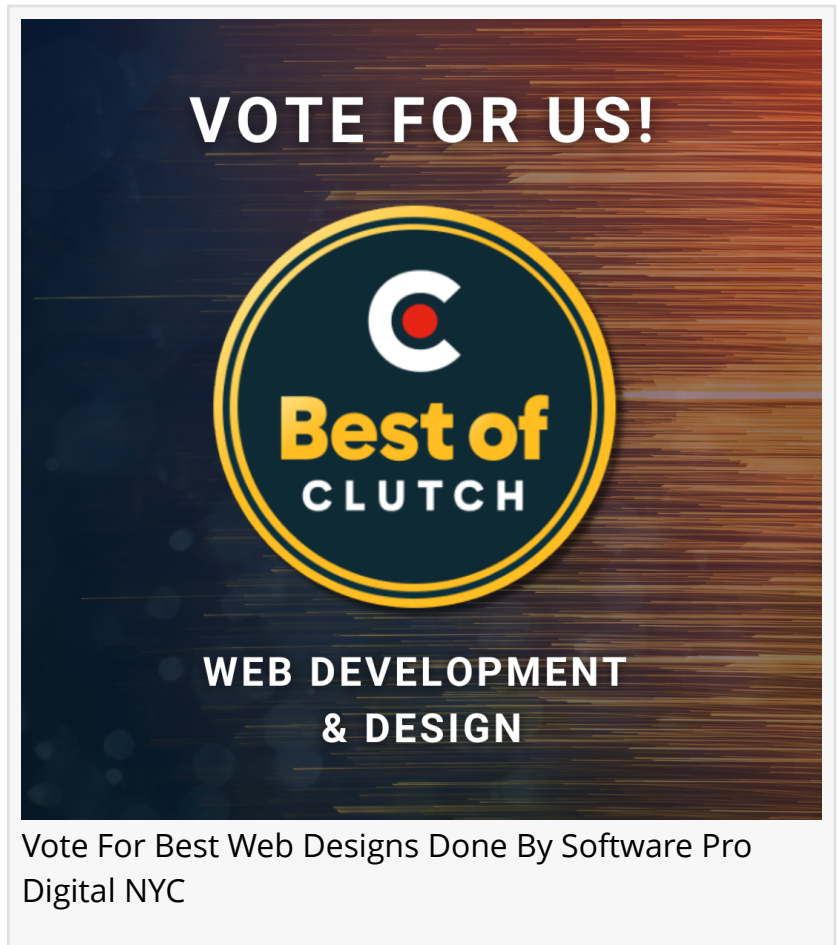 VOTE FOR US!
Best of
CLUTCH
WEB DEVELOPMENT
& DESIGN
Vote For Best Web Designs Done By Software Pro
Digital NYC